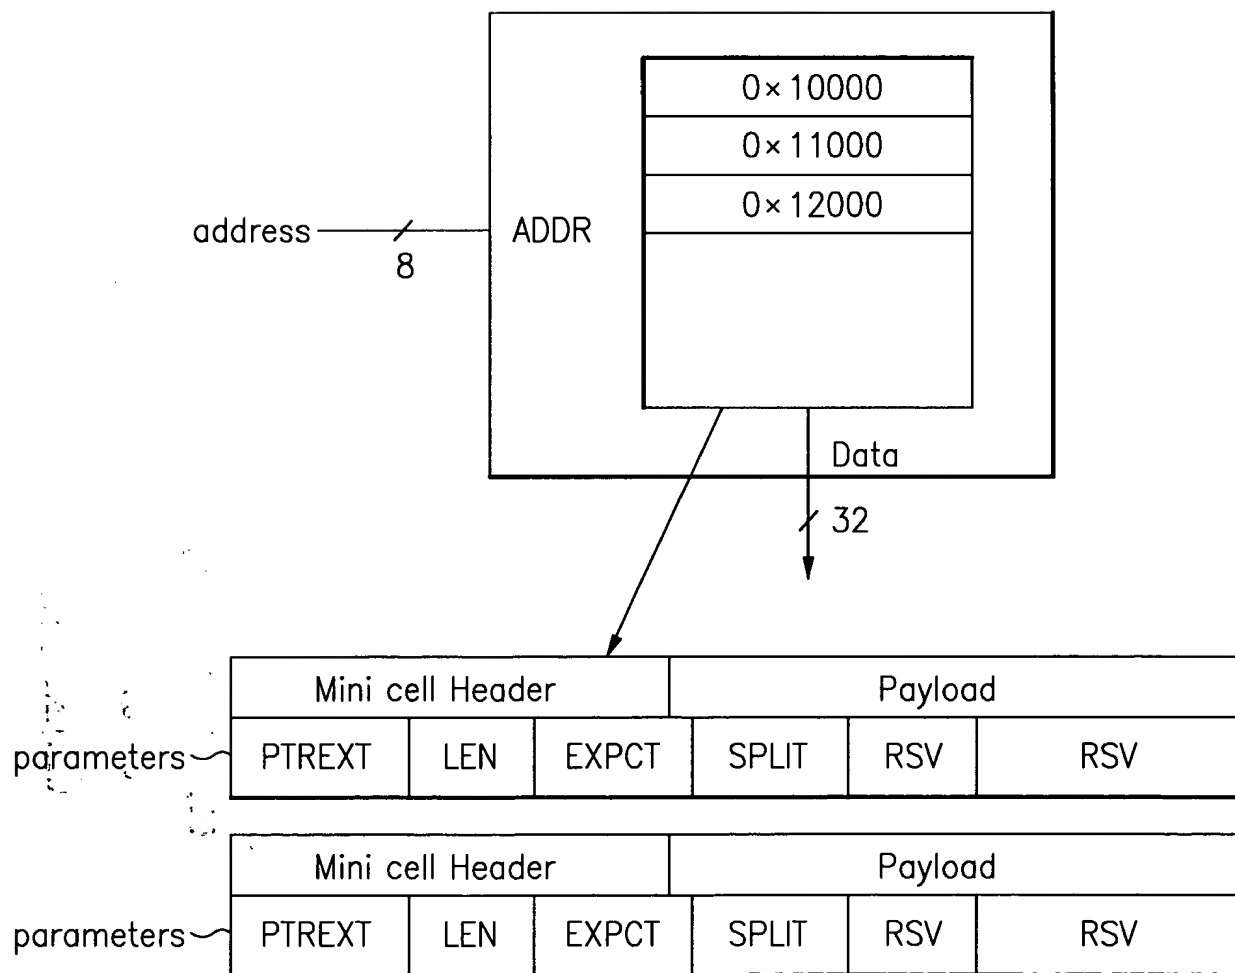 0×10000
0×11000
0×12000
address
8
ADDR
Data
32
Mini cell Header Payload
parameters PTREXT LEN EXPCT SPLIT RSV RSV
Mini cell Header Payload
parameters PTREXT LEN EXPCT SPLIT RSV RSV